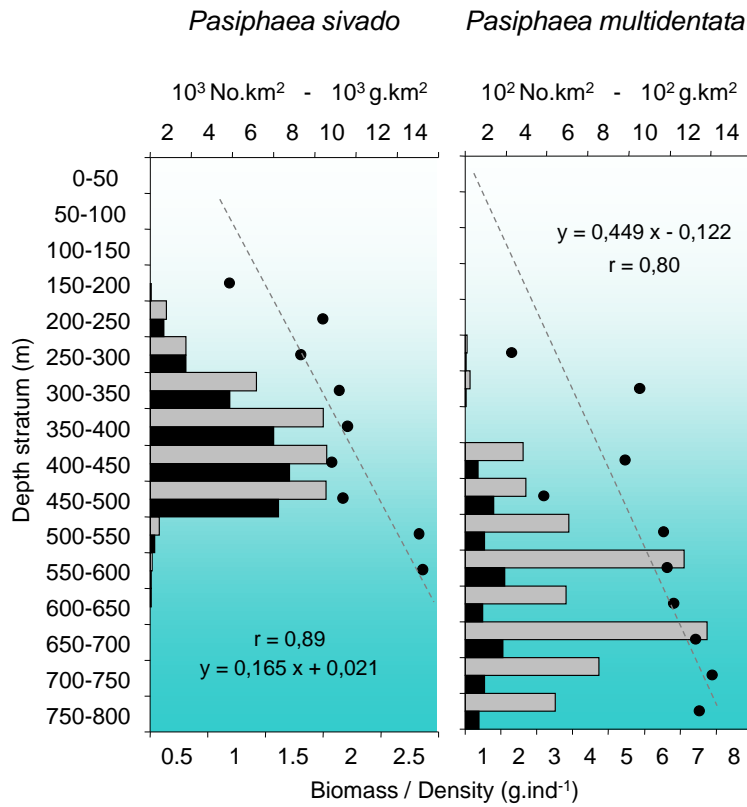 Pasiphaea sivado Pasiphaea multidentata
10³ No.km² - 10³ g.km² 10² No.km² - 10² g.km²
2 4 6 8 10 12 14 2 4 6 8 10 12 14
0-50
50-100
100-150
150-200
200-250
250-300
300-350
350-400
400-450
450-500
500-550
550-600
600-650
650-700
700-750
750-800
Depth stratum (m)
y = 0,449 x - 0,122
r = 0,80
r = 0,89
y = 0,165 x + 0,021
0.5 1 1.5 2 2.5 1 2 3 4 5 6 7 8
Biomass / Density (g.ind⁻¹)